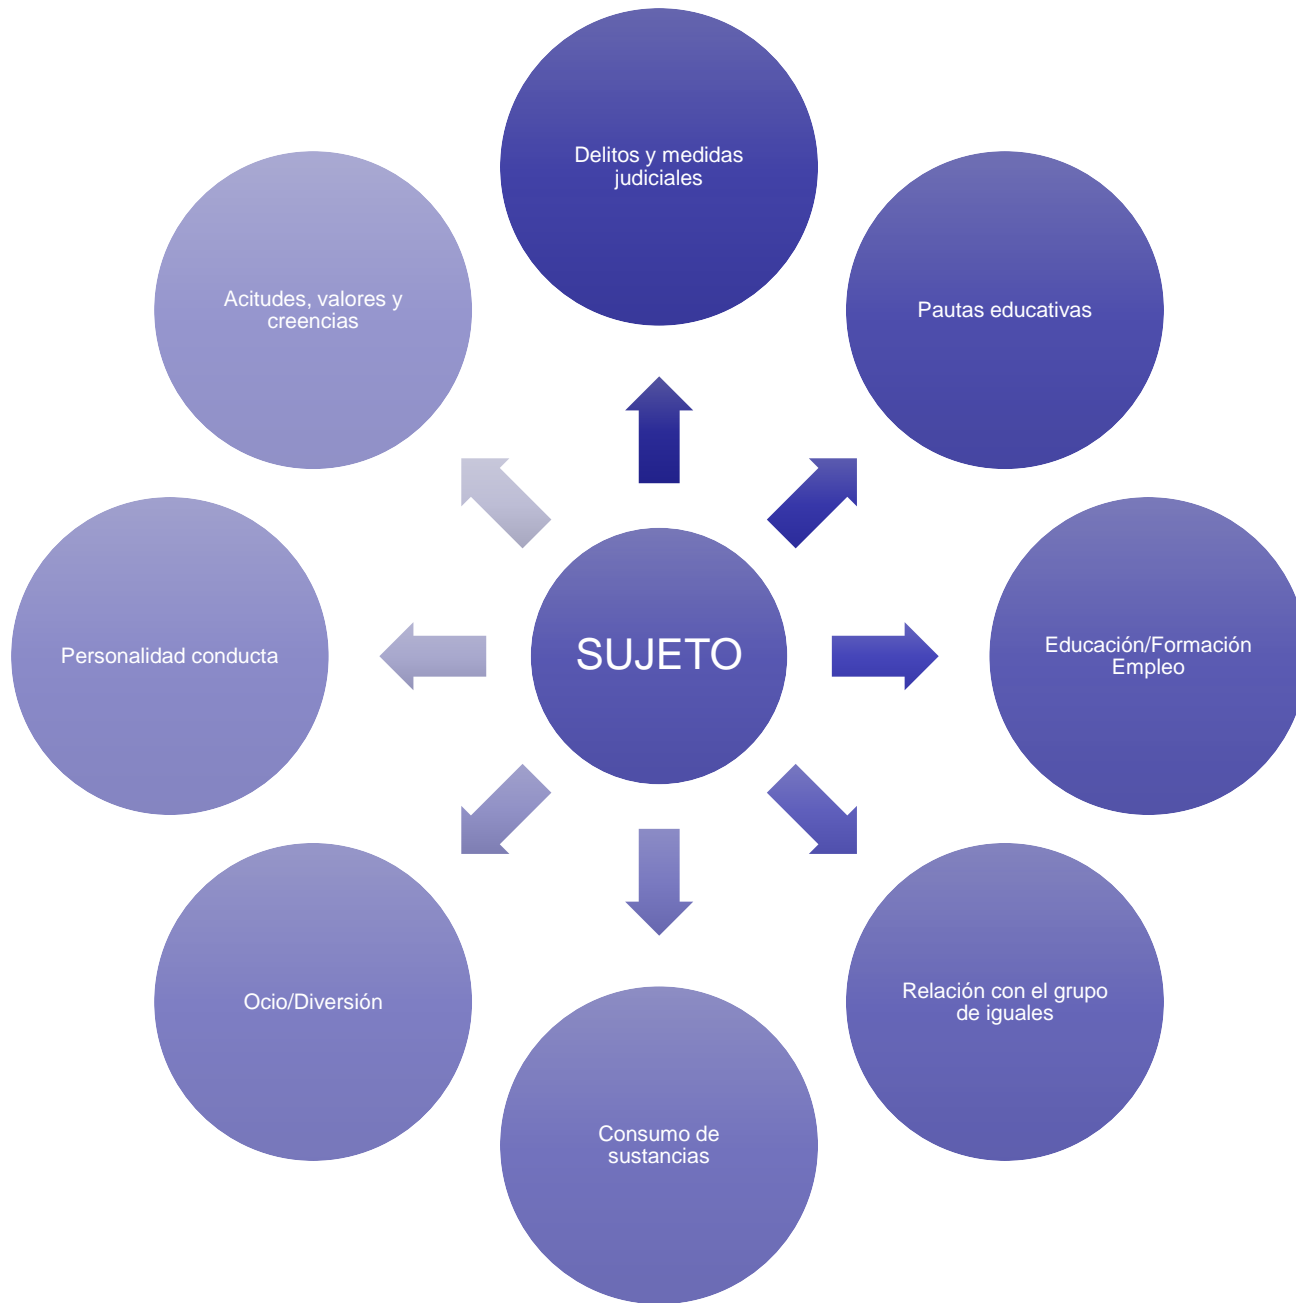 Delitos y medidas
judiciales
Pautas educativas
Educación/Formación
Empleo
Relación con el grupo
de iguales
Consumo de
sustancias
Ocio/Diversión
Personalidad conducta
Acitudes, valores y
creencias
SUJETO